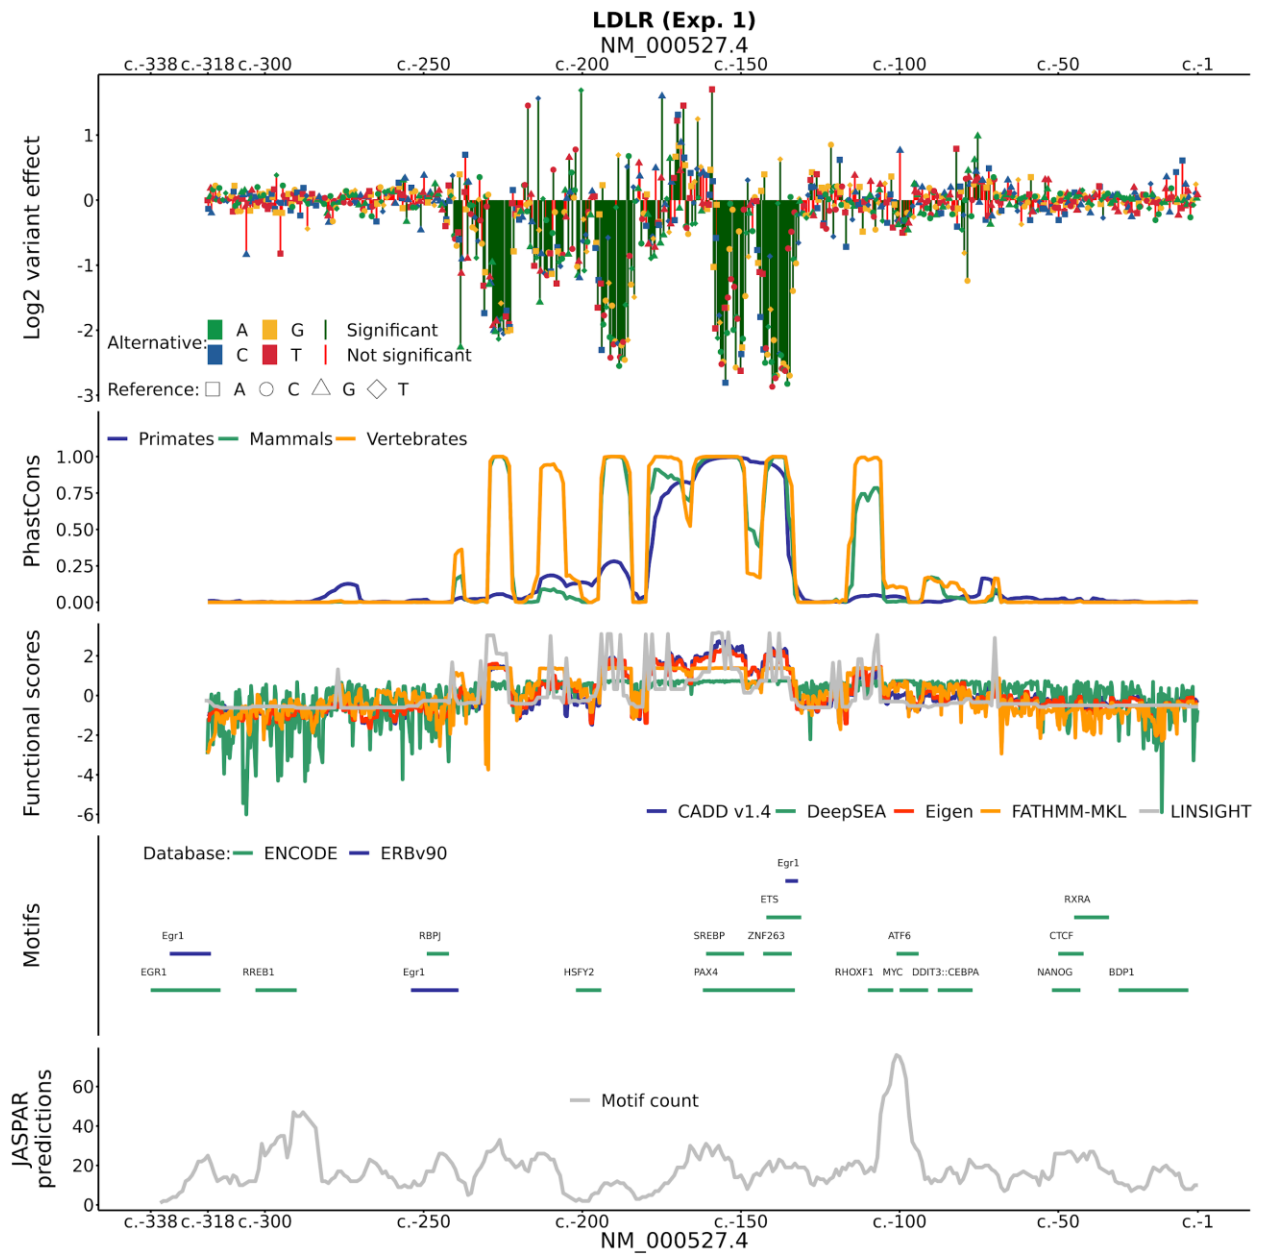 LDLR (Exp. 1)
NM_000527.4
c.-338 c.-318 c.-300 c.-250 c.-200 c.-150 c.-100 c.-50 c.-1
Log2 variant effect
1
0
-1
-2
-3
Alternative: A G Significant
C T Not significant
Reference: A C G T
PhastCons
Primates Mammals Vertebrates
1.00
0.75
0.50
0.25
0.00
Functional scores
2
0
-2
-4
-6
CADD v1.4 DeepSEA Eigen FATHMM-MKL LINSIGHT
Motifs
Database: ENCODE ERBv90
Egr1
ETS RXRA
Egr1 RBPJ SREBP ZNF263 ATF6 CTCF
EGR1 RREB1 Egr1 HSFY2 PAX4 RHOXF1 MYC DDIT3::CEBPA NANOG BDP1
JASPAR
predictions
Motif count
60
40
20
0
c.-338 c.-318 c.-300 c.-250 c.-200 c.-150 c.-100 c.-50 c.-1
NM_000527.4